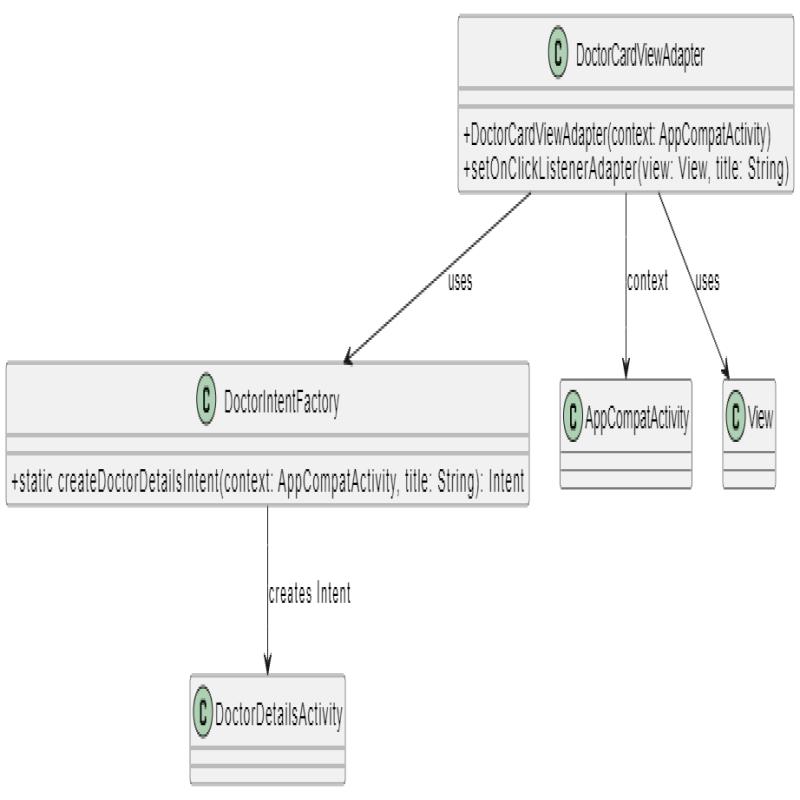 C DoctorCardViewAdapter
+DoctorCardViewAdapter(context: AppCompatActivity)
+setOnClickListenerAdapter(view: View, title: String)
uses
context
uses
C DoctorIntentFactory
+static createDoctorDetailsIntent(context: AppCompatActivity, title: String): Intent
C AppCompatActivity
C View
creates Intent
C DoctorDetailsActivity